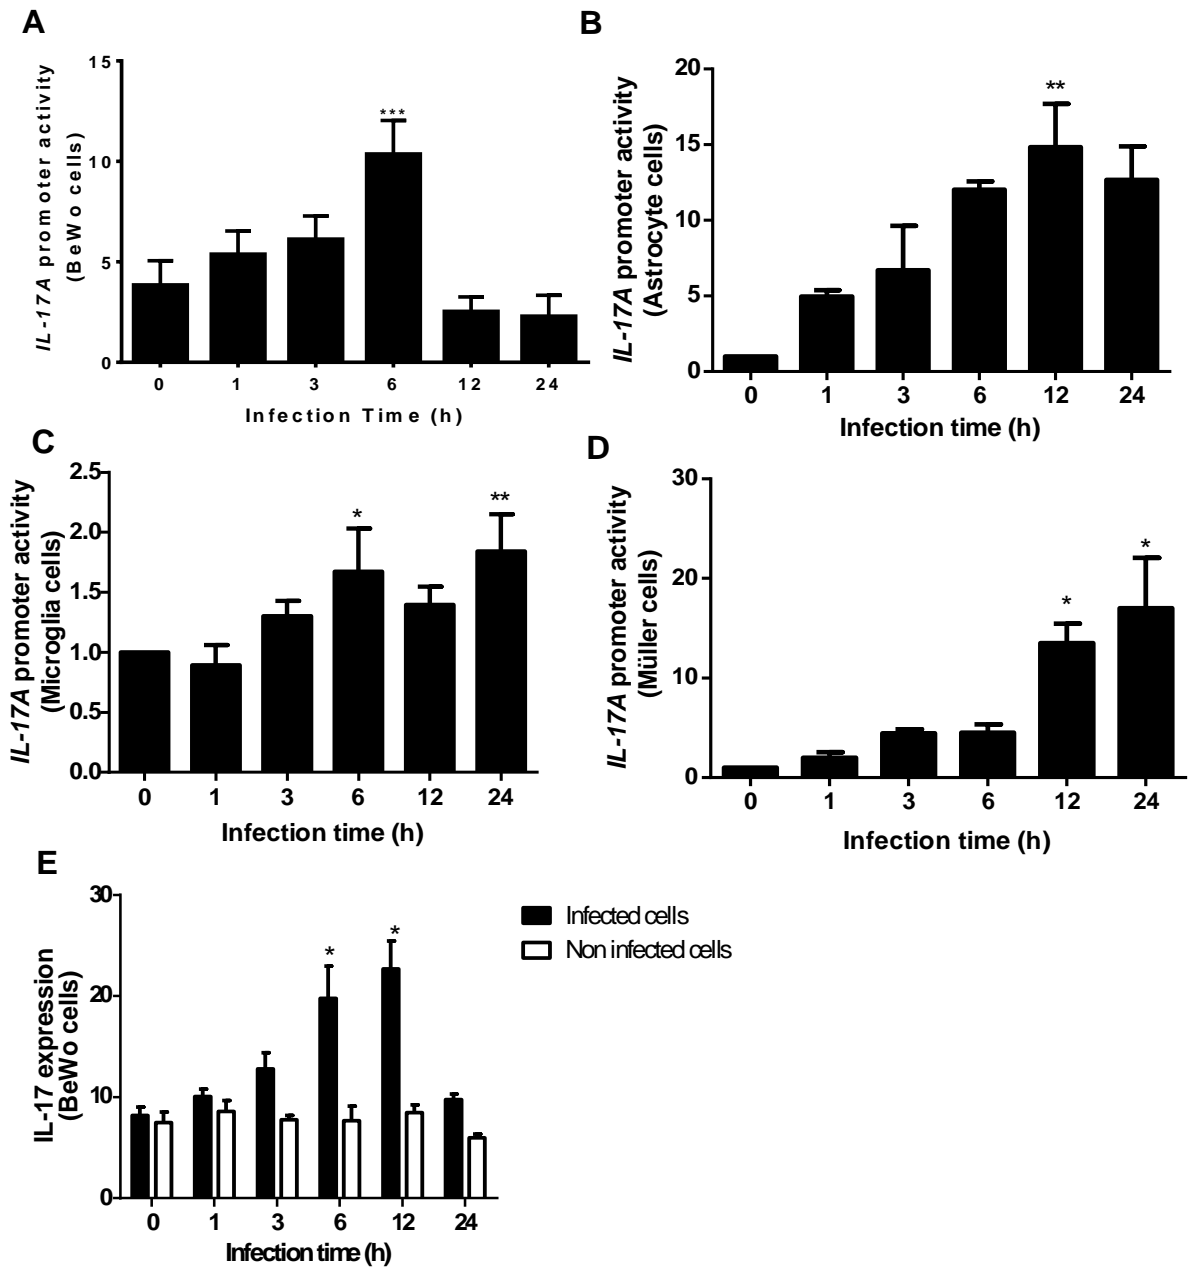 A
IL-17A promoter activity
(BeWo cells)
15
10
5
0
***
0 1 3 6 12 24
Infection Time (h)
B
IL-17A promoter activity
(Astrocyte cells)
20
15
10
5
0
**
0 1 3 6 12 24
Infection time (h)
C
IL-17A promoter activity
(Microglia cells)
2.5
2.0
1.5
1.0
0.5
0.0
*
**
0 1 3 6 12 24
Infection time (h)
D
IL-17A promoter activity
(Müller cells)
30
20
10
0
*
*
0 1 3 6 12 24
Infection time (h)
E
IL-17 expression
(BeWo cells)
30
20
10
0
*
*
0 1 3 6 12 24
Infection time (h)
Infected cells
Non infected cells